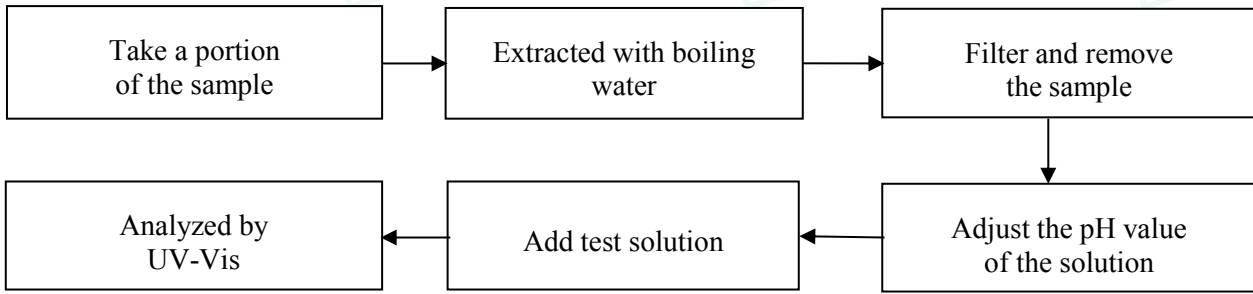 Take a portion
of the sample
Extracted with boiling
water
Filter and remove
the sample
Adjust the pH value
of the solution
Add test solution
Analyzed by
UV-Vis